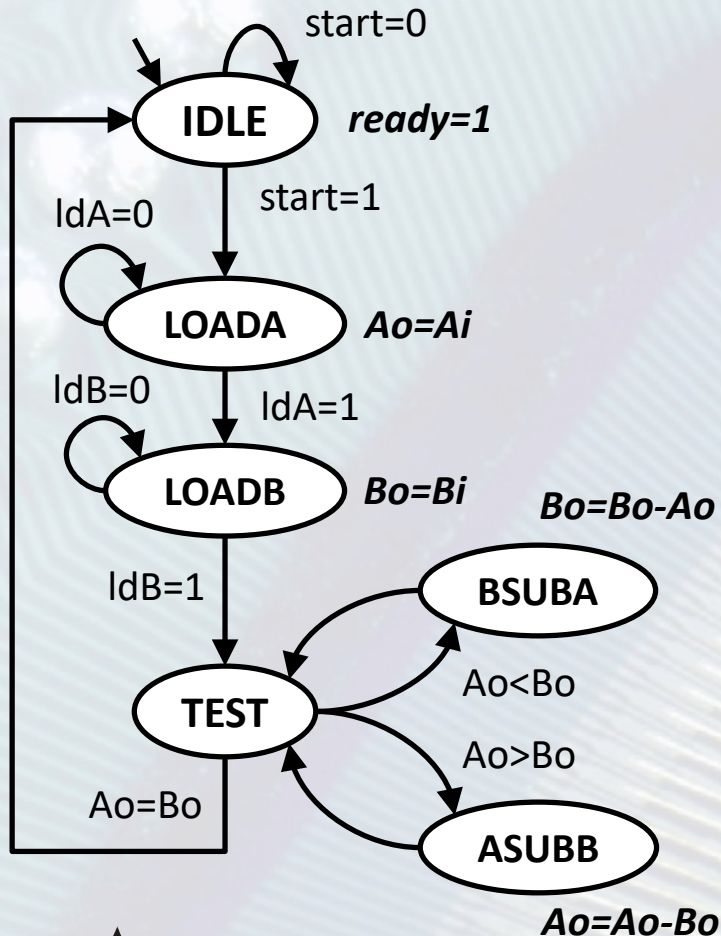 start=0
IDLE
ready=1
start=1
ldA=0
LOADA
Ao=Ai
ldB=0
ldA=1
LOADB
Bo=Bi
Bo=Bo-Ao
ldB=1
BSUBA
Ao<Bo
TEST
Ao>Bo
Ao=Bo
ASUBB
Ao=Ao-Bo